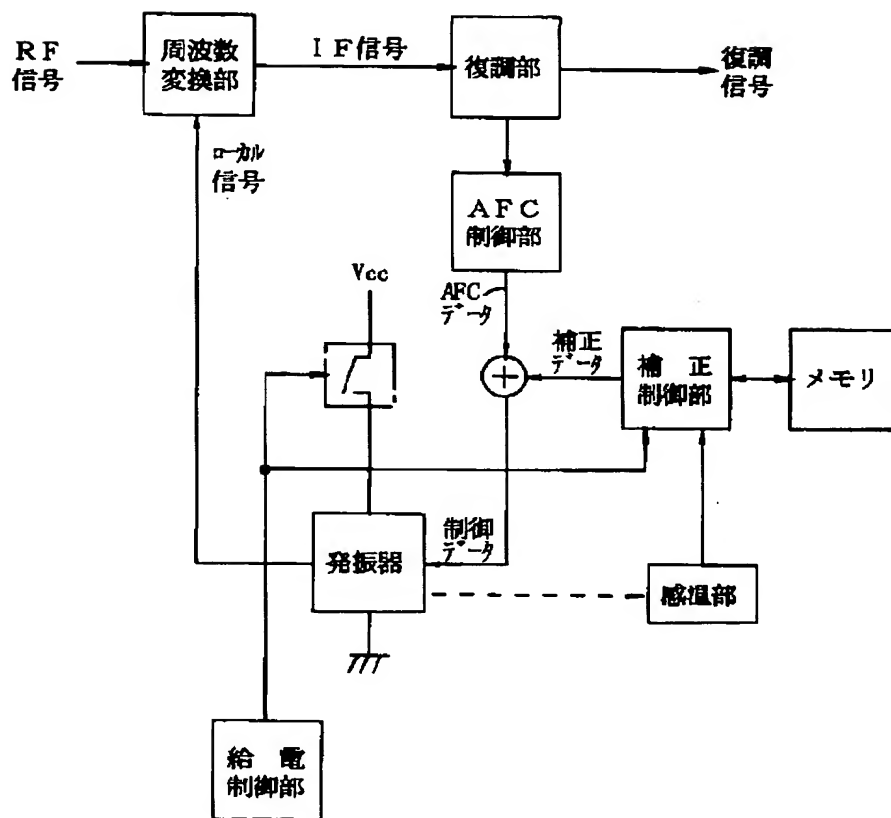 ＲＦ
信号
周波数
変換部
ＩＦ信号
復調部
復調
信号
ローカル
信号
ＡＦＣ
制御部
Vcc
AFC
データ
補正
データ
補　正
制御部
メモリ
発振器
制御
データ
感温部
給　電
制御部